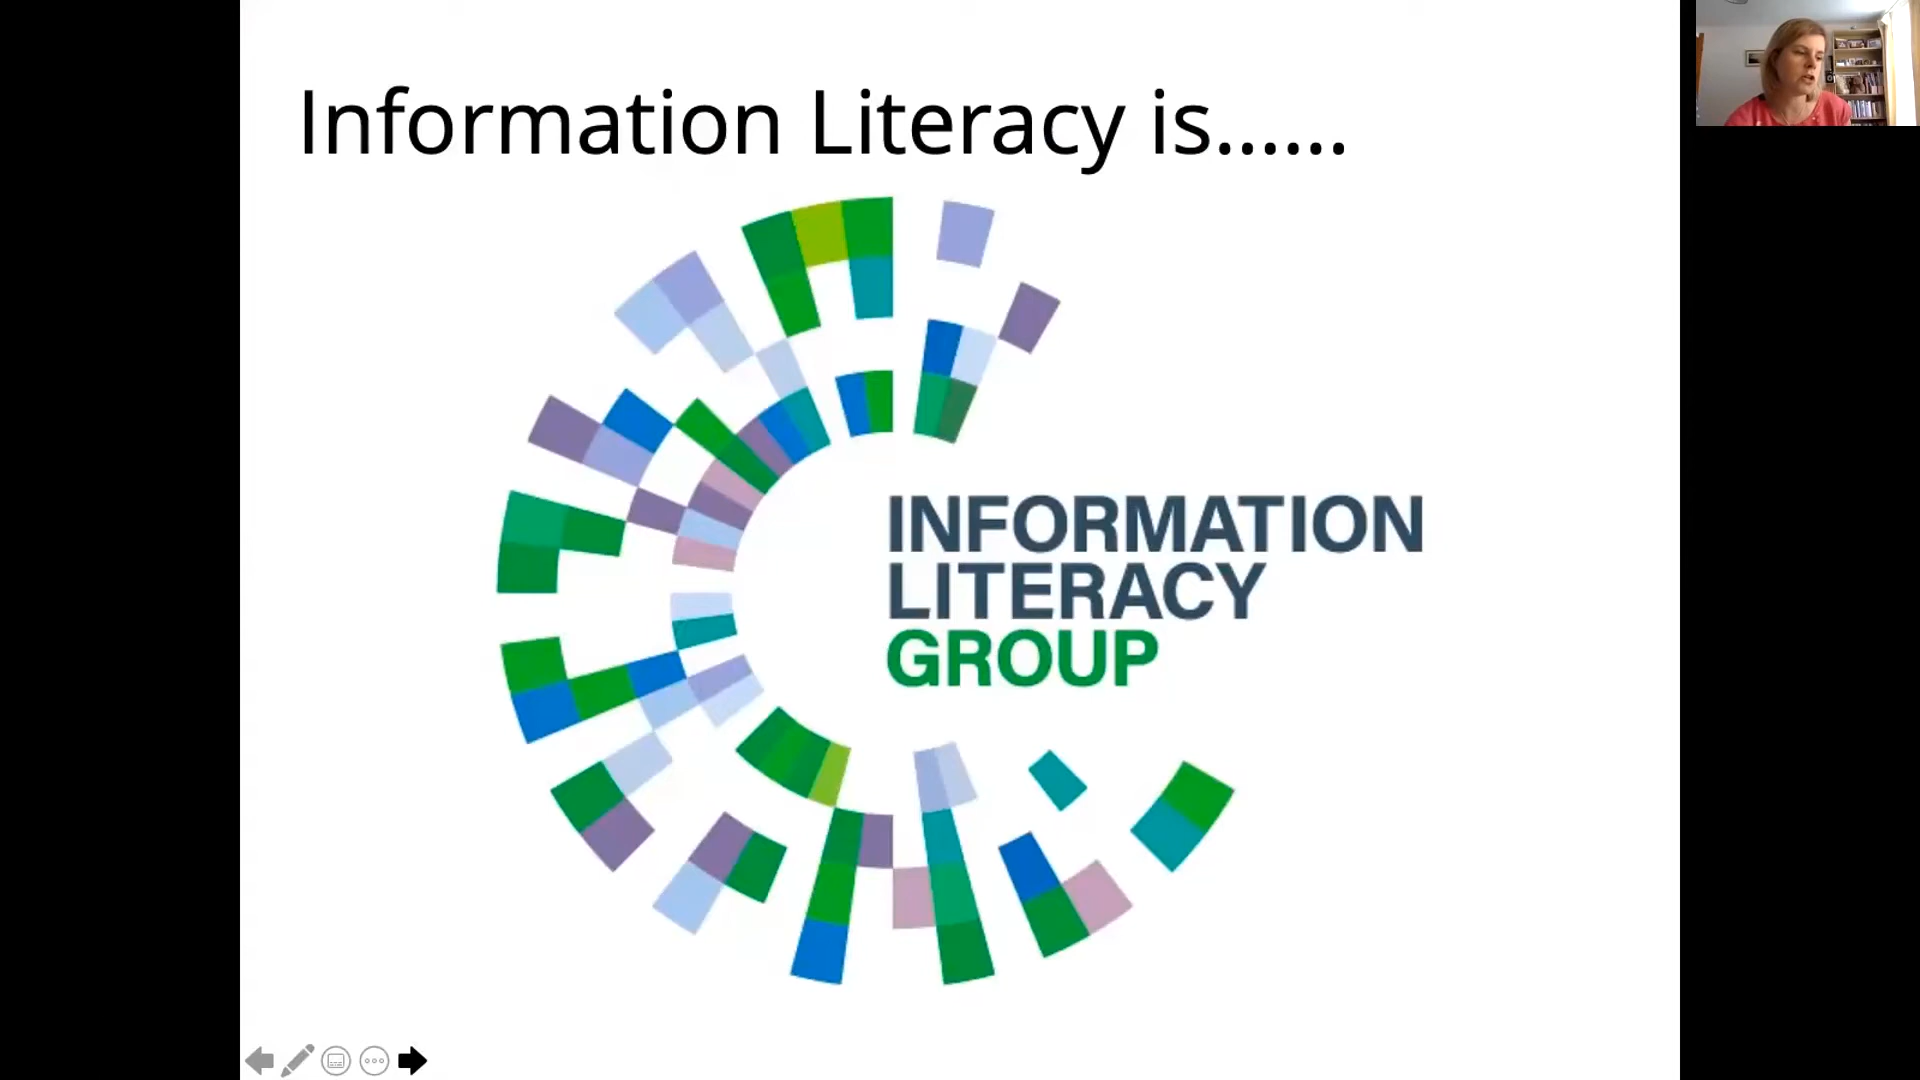 Information Literacy is......
INFORMATION
LITERACY
GROUP